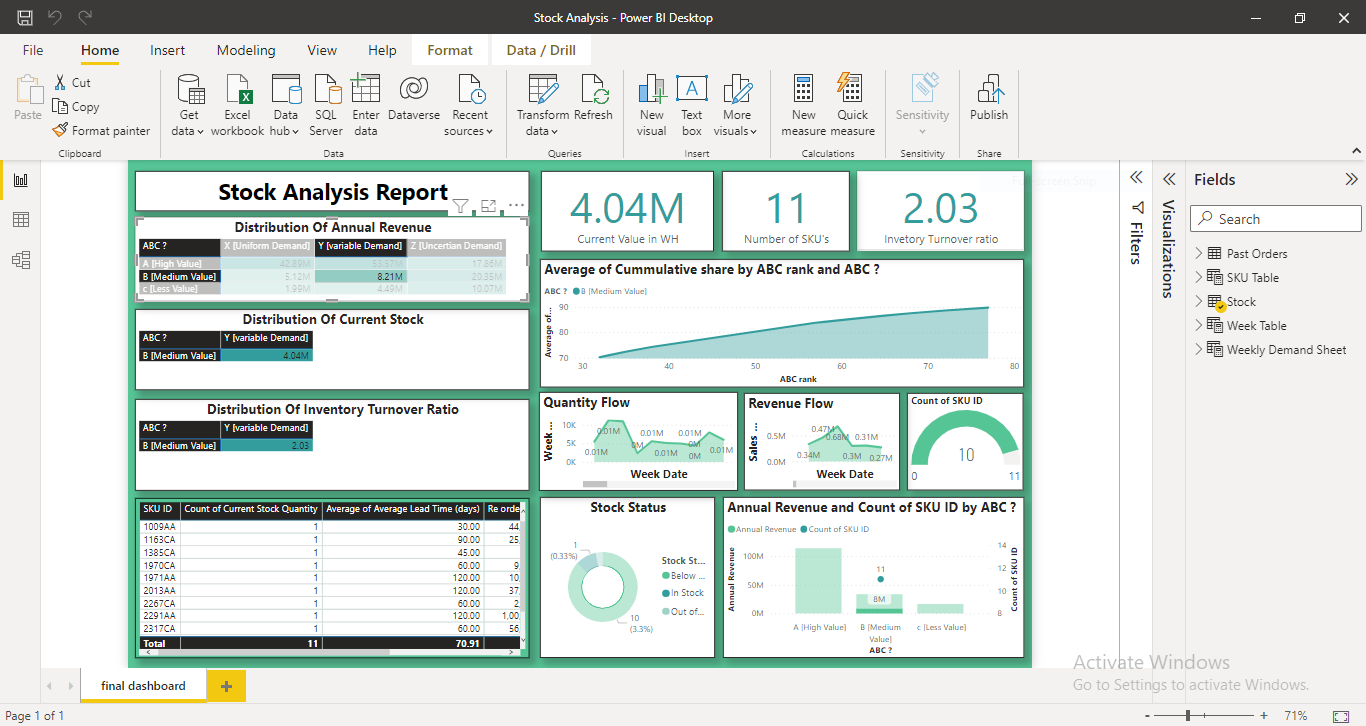 Stock Analysis - Power BI Desktop
File Home Insert Modeling View Help Format Data / Drill
Paste
Cut
Copy
Format painter
Clipboard
Get data
Excel workbook
Data hub
SQL Server
Enter data
Dataverse
Recent sources
Data
Transform data
Refresh
Queries
New visual
Text box
More visuals
Insert
New measure
Quick measure
Calculations
Sensitivity
Sensitivity
Publish
Share
Stock Analysis Report
Distribution Of Annual Revenue
ABC ? X [Uniform Demand] Y [variable Demand] Z [Uncertian Demand]
A [High Value] 42.89M 53.97M 17.86M
B [Medium Value] 5.12M 8.21M 20.35M
c [Less Value] 1.99M 4.49M 10.07M
Distribution Of Current Stock
ABC ? Y [variable Demand]
B [Medium Value] 4.04M
Distribution Of Inventory Turnover Ratio
ABC ? Y [variable Demand]
B [Medium Value] 2.03
SKU ID Count of Current Stock Quantity Average of Average Lead Time (days) Re orde
1009AA 1 30.00 44
1163CA 1 90.00 25
1385CA 1 45.00
1970CA 1 60.00 9
1971AA 1 120.00 10
2013AA 1 120.00 37
2267CA 1 60.00 2
2291AA 1 120.00 1,00
2317CA 1 60.00 56
Total 11 70.91
4.04M
Current Value in WH
11
Number of SKU's
2.03
Invetory Turnover ratio
Average of Cummulative share by ABC rank and ABC ?
ABC ? B [Medium Value]
Average of...
90
80
70
30 40 50 60 70 80
ABC rank
Quantity Flow
Week ...
10K
5K
0K
0.01M 0.01M 0M 0.01M 0.01M 0.01M 0M 0M 0.01M
Week Date
Revenue Flow
Sales ...
0.5M
0.0M
0.34M 0.47M 0.68M 0.3M 0.31M 0.27M
Week Date
Count of SKU ID
10
0 11
Stock Status
1
(0.33%)
10
(3.3%)
Stock St...
Below ...
In Stock
Out of...
Annual Revenue and Count of SKU ID by ABC ?
Annual Revenue Count of SKU ID
Annual Revenue
100M
50M
0M
11
8M
14
12
10
8
Count of SKU ID
A [High Value] B [Medium Value] c [Less Value]
ABC ?
Filters
Visualizations
Fields
Search
Past Orders
SKU Table
Stock
Week Table
Weekly Demand Sheet
Activate Windows
Go to Settings to activate Windows.
final dashboard
Page 1 of 1
- + 71%